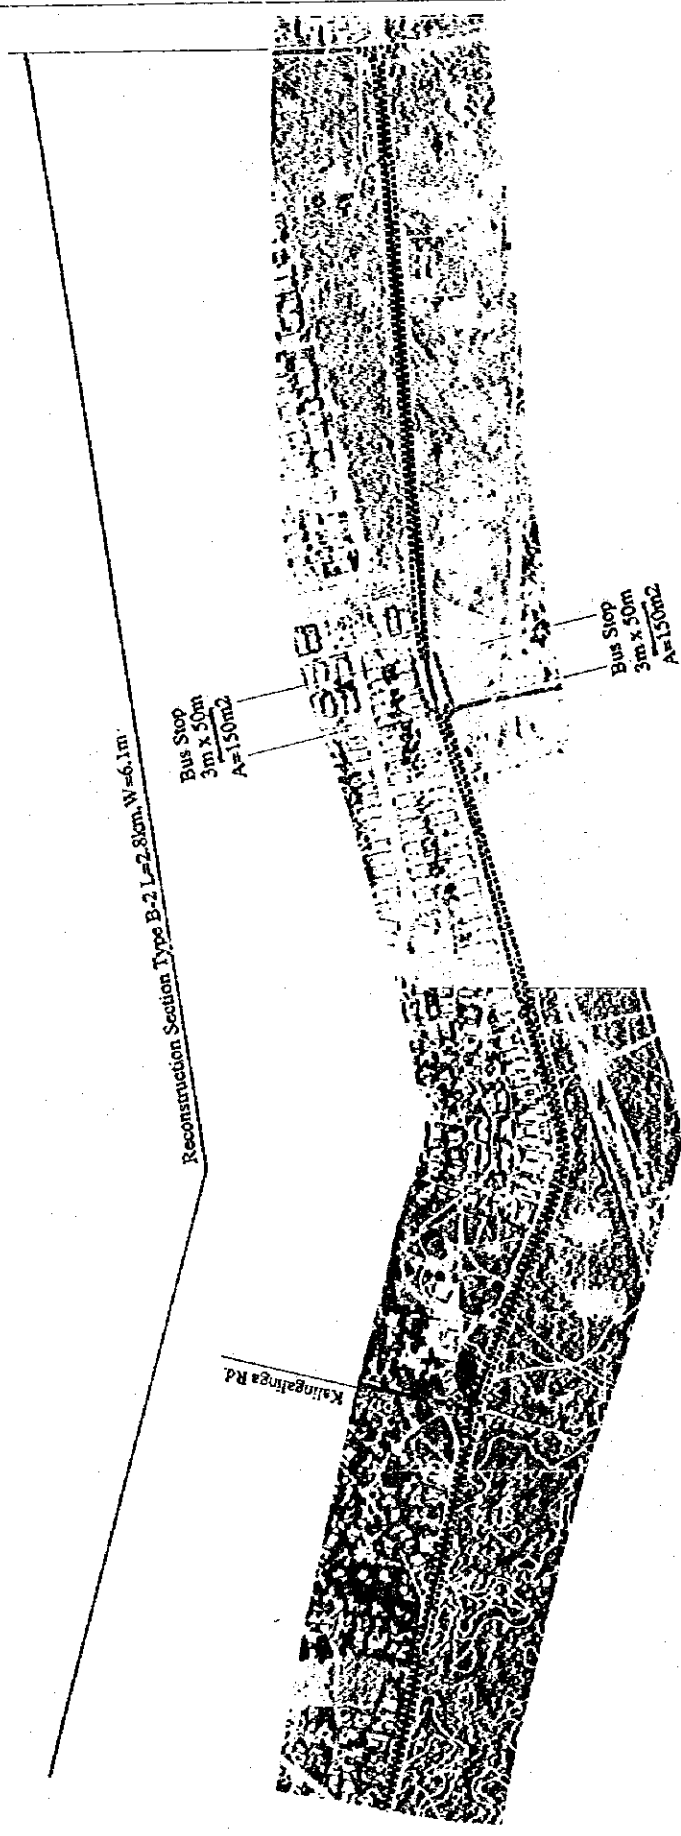 Reconstruction Section Type B-2 L=2.8km, W=6.1m
Bus Stop
3m x 50m
A=150m2
Bus Stop
3m x 50m
A=150m2
Kalingalinga Rd.